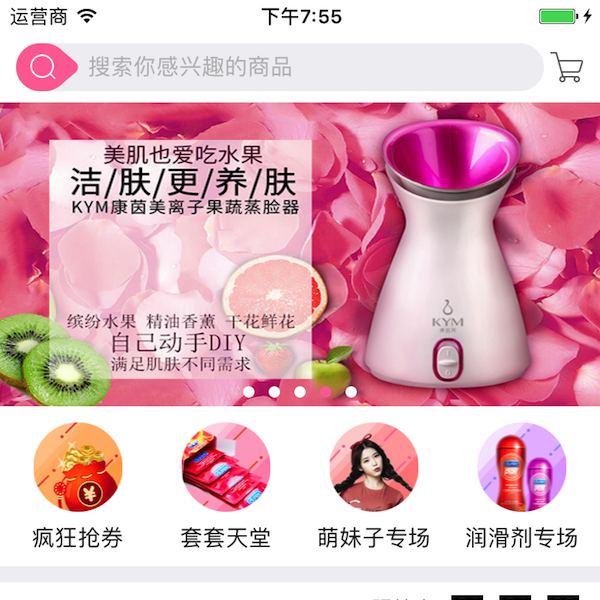 运营商 下午7:55
搜索你感兴趣的商品
美肌也爱吃水果
洁/肤/更/养/肤
KYM康茵美离子果蔬蒸脸器
缤纷水果 精油香薰 干花鲜花
自己动手DIY
满足肌肤不同需求
KYM
疯狂抢券 套套天堂 萌妹子专场 润滑剂专场